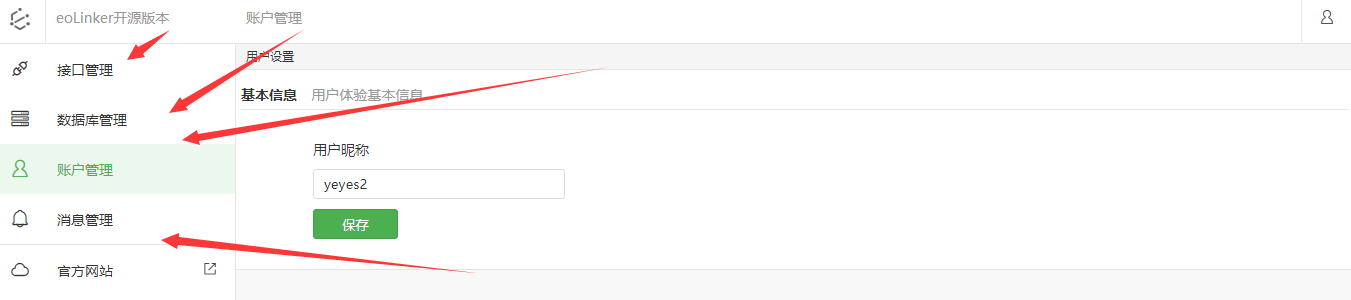 eoLinker开源版本
账户管理
接口管理
数据库管理
账户管理
消息管理
官方网站
用户设置
基本信息 用户体验基本信息
用户昵称
yeyes2
保存